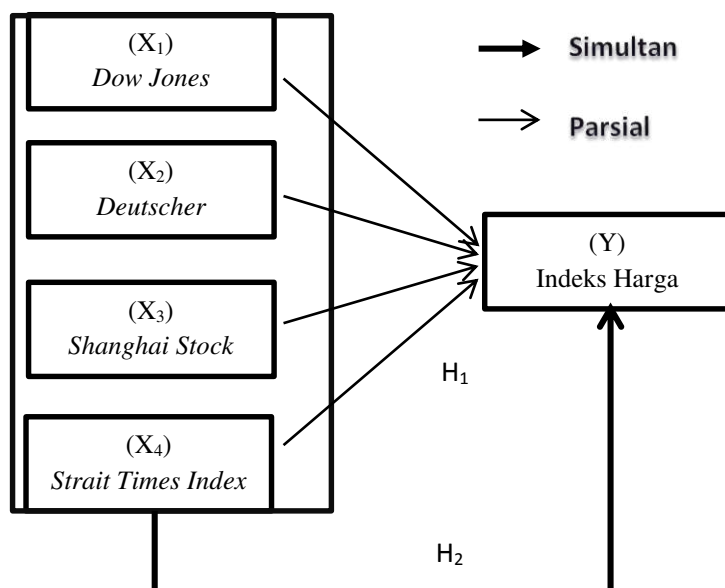 (X₁)
Dow Jones
Simultan
Parsial
(X₂)
Deutscher
(Y)
Indeks Harga
(X₃)
Shanghai Stock
H₁
(X₄)
Strait Times Index
H₂